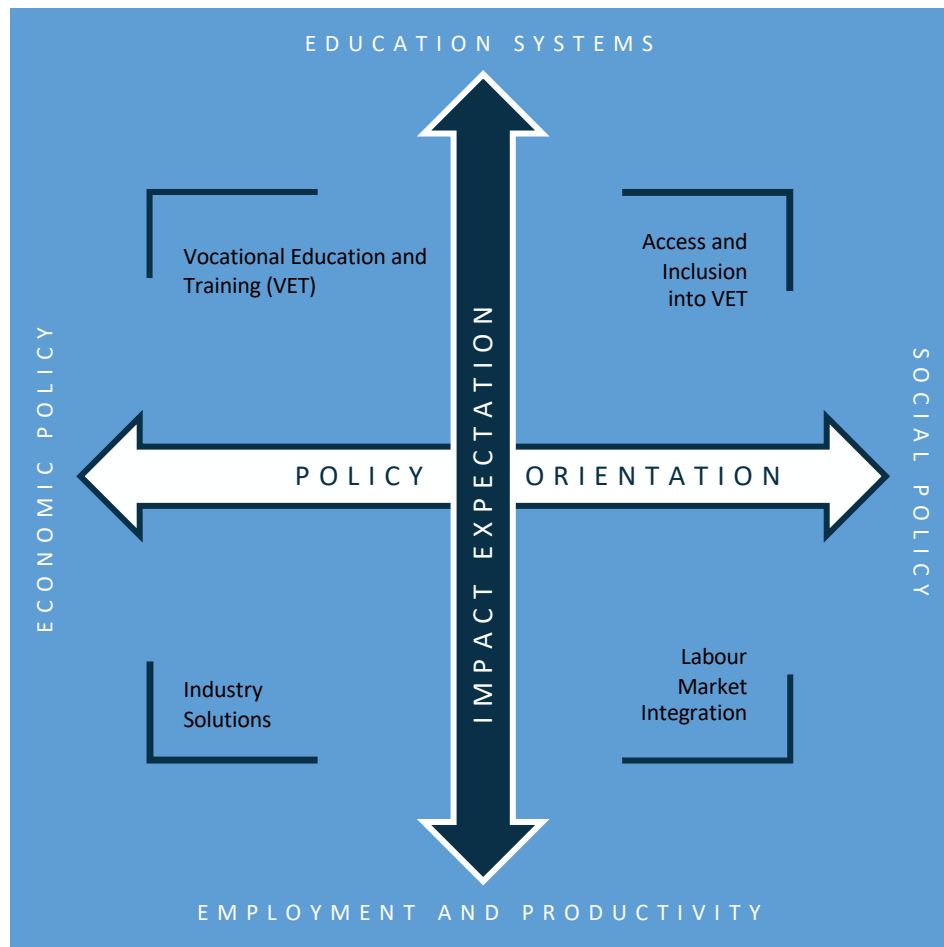 EDUCATION SYSTEMS
Vocational Education and
Training (VET)
Access and
Inclusion
into VET
ECONOMIC POLICY
SOCIAL POLICY
POLICY ORIENTATION
IMPACT EXPECTATION
Industry
Solutions
Labour
Market
Integration
EMPLOYMENT AND PRODUCTIVITY